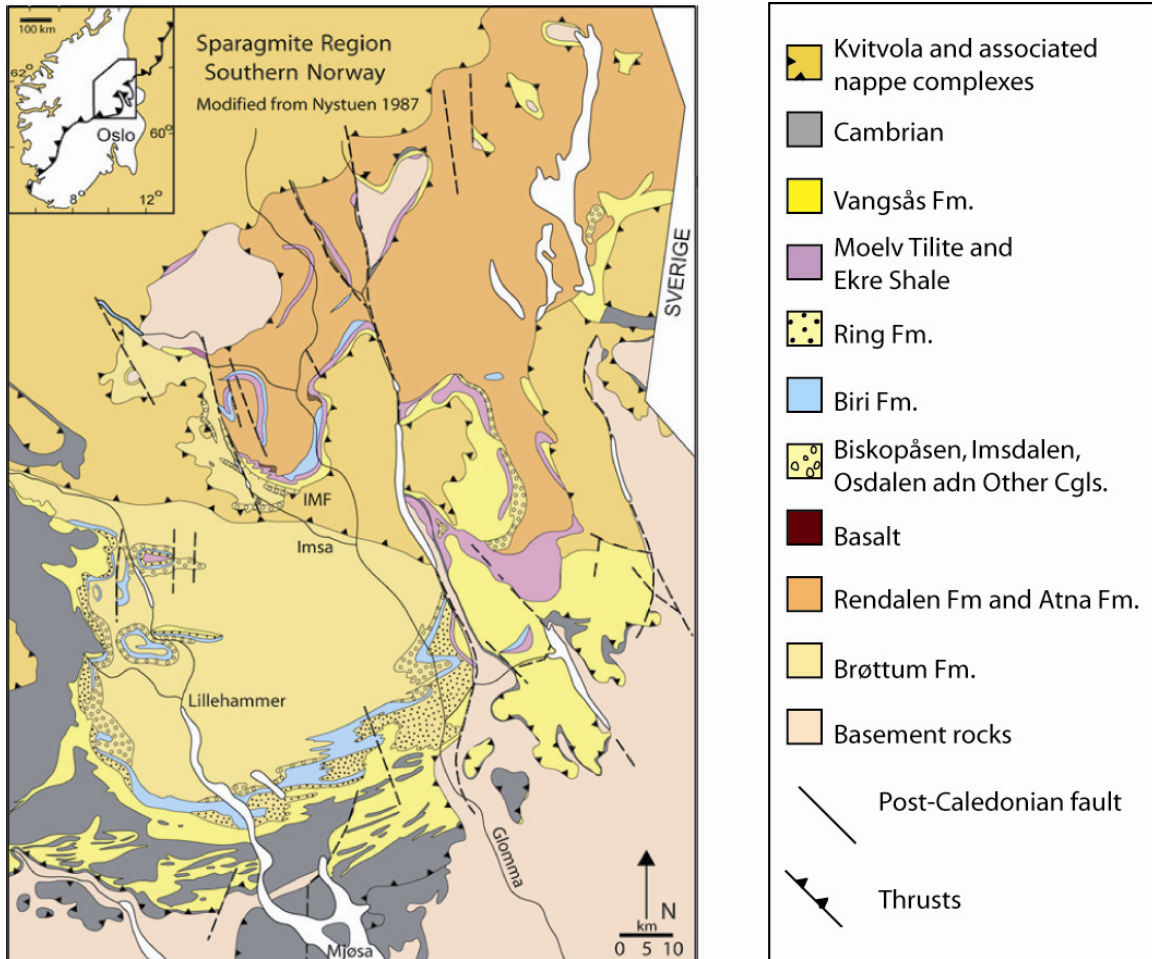 100 km
62°
Oslo
60°
8°
12°
Sparagmite Region
Southern Norway
Modified from Nystuen 1987
SVERIGE
IMF
Imsa
Lillehammer
Glomma
Mjøsa
N
km
0 5 10
Kvitvola and associated
nappe complexes
Cambrian
Vangsås Fm.
Moelv Tilite and
Ekre Shale
Ring Fm.
Biri Fm.
Biskopåsen, Imsdalen,
Osdalen adn Other Cgls.
Basalt
Rendalen Fm and Atna Fm.
Brøttum Fm.
Basement rocks
Post-Caledonian fault
Thrusts